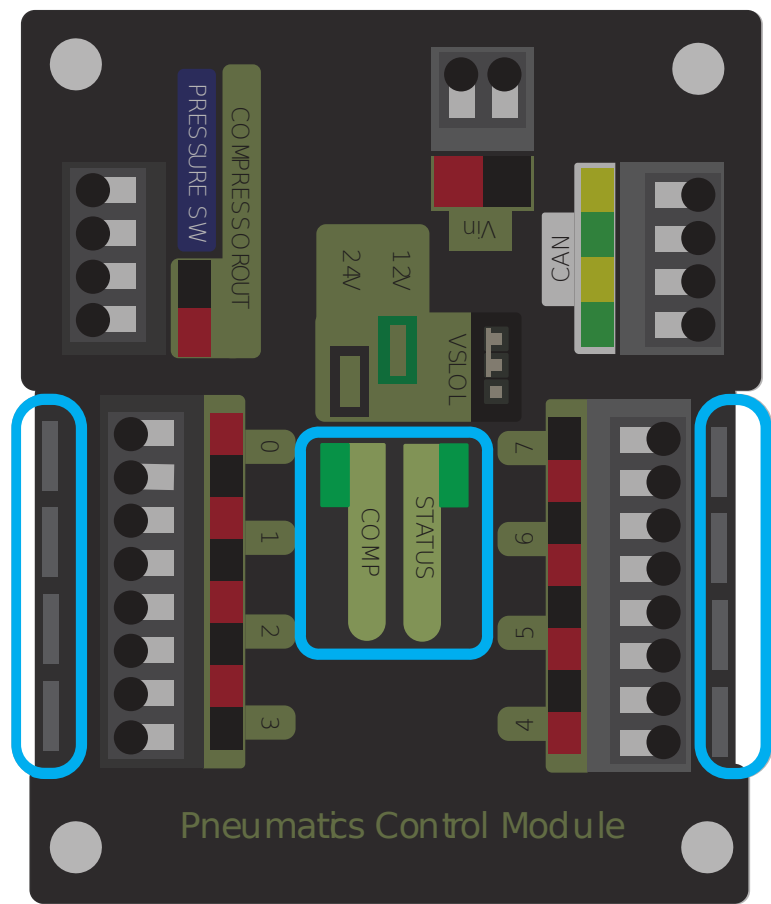 PRESSURE SW
COMPRESSOR OUT
Vin
CAN
24V
12V
VSLOL
0
1
2
3
COMP
STATUS
7
6
5
4
Pneumatics Control Module